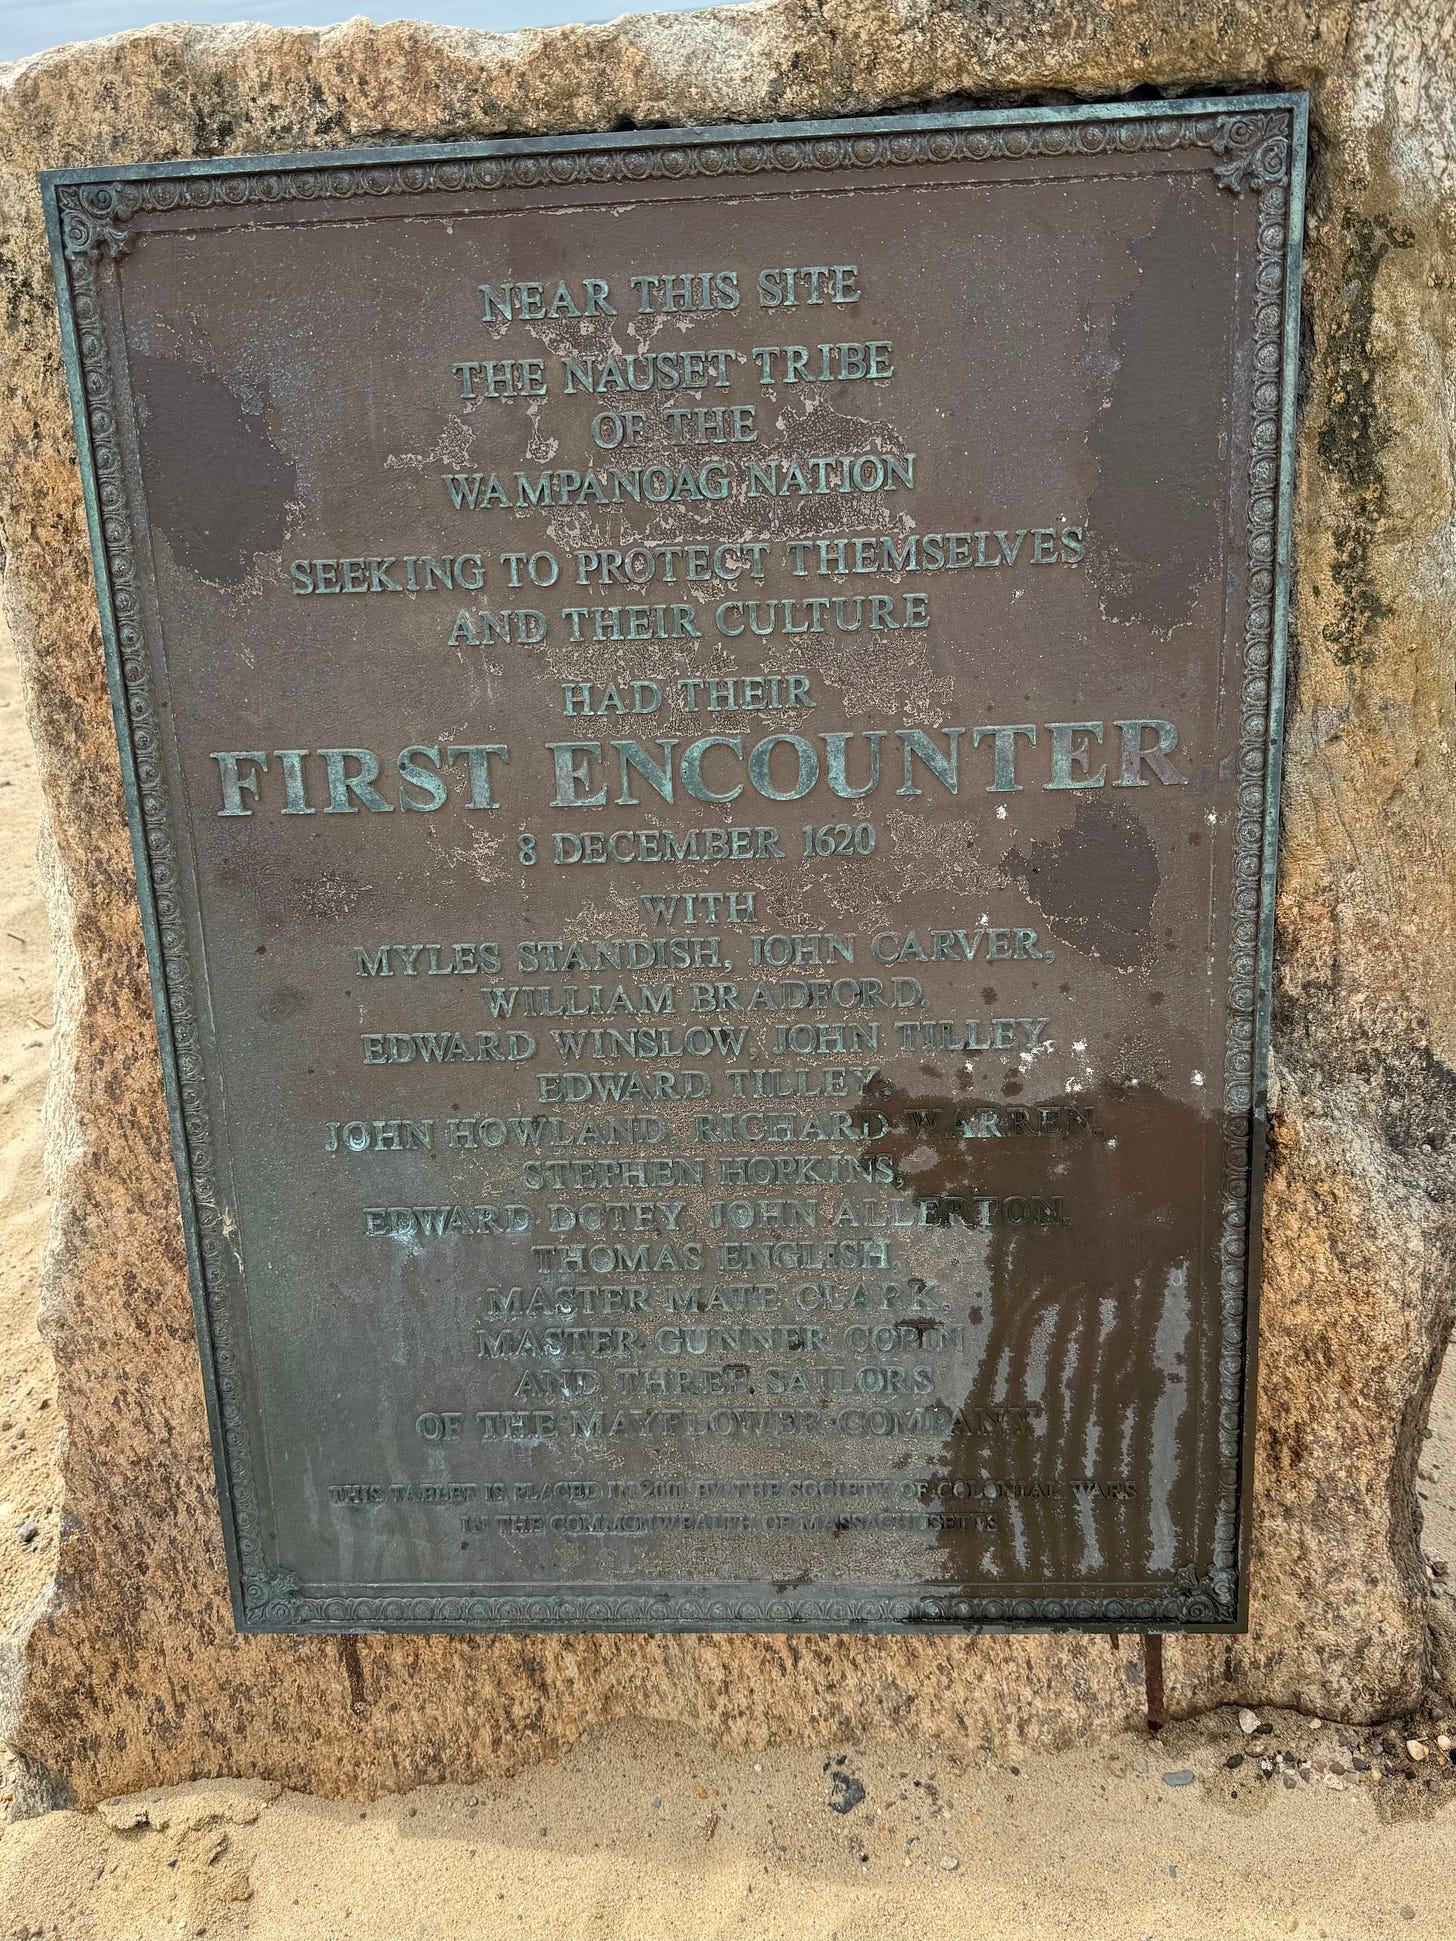 NEAR THIS SITE
THE NAUSET TRIBE
OF THE
WAMPANOAG NATION
SEEKING TO PROTECT THEMSELVES
AND THEIR CULTURE
HAD THEIR
FIRST ENCOUNTER
8 DECEMBER 1620
WITH
MYLES STANDISH, JOHN CARVER,
WILLIAM BRADFORD,
EDWARD WINSLOW, JOHN TILLEY,
EDWARD TILLEY;
JOHN HOWLAND, RICHARD WARREN,
STEPHEN HOPKINS,
EDWARD DOTEY, JOHN ALLERTON,
THOMAS ENGLISH,
MASTER MATE CLARK,
MASTER GUNNER COPIN
AND THREE SAILORS
OF THE MAYFLOWER COMPANY
THIS TABLET IS PLACED IN 2001 BY THE SOCIETY OF COLONIAL WARS
IN THE COMMONWEALTH OF MASSACHUSETTS